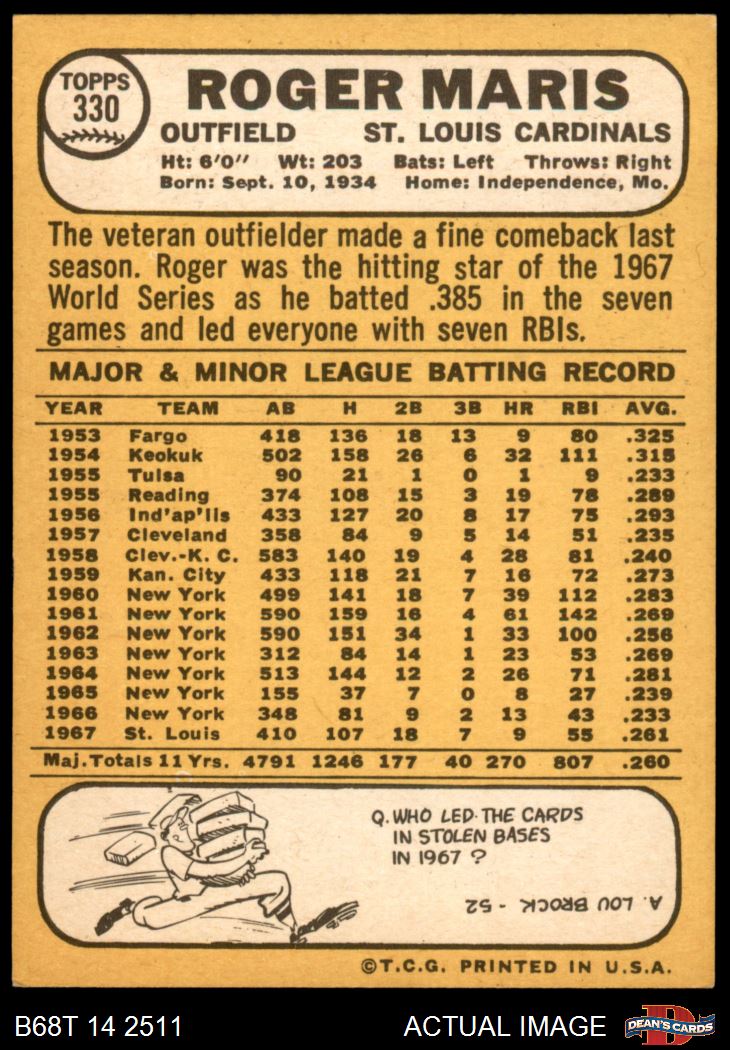 TOPPS
330
ROGER MARIS
OUTFIELD ST. LOUIS CARDINALS
Ht: 6'0" Wt: 203 Bats: Left Throws: Right
Born: Sept. 10, 1934 Home: Independence, Mo.
The veteran outfielder made a fine comeback last
season. Roger was the hitting star of the 1967
World Series as he batted .385 in the seven
games and led everyone with seven RBIs.
MAJOR & MINOR LEAGUE BATTING RECORD
YEAR TEAM AB H 2B 3B HR RBI AVG.
1953 Fargo 418 136 18 13 9 80 .325
1954 Keokuk 502 158 26 6 32 111 .315
1955 Tulsa 90 21 1 0 1 9 .233
1955 Reading 374 108 15 3 19 78 .289
1956 Ind'ap'lis 433 127 20 8 17 75 .293
1957 Cleveland 358 84 9 5 14 51 .235
1958 Clev.-K. C. 583 140 19 4 28 81 .240
1959 Kan. City 433 118 21 7 16 72 .273
1960 New York 499 141 18 7 39 112 .283
1961 New York 590 159 16 4 61 142 .269
1962 New York 590 151 34 1 33 100 .256
1963 New York 312 84 14 1 23 53 .269
1964 New York 513 144 12 2 26 71 .281
1965 New York 155 37 7 0 8 27 .239
1966 New York 348 81 9 2 13 43 .233
1967 St. Louis 410 107 18 7 9 55 .261
Maj. Totals 11 Yrs. 4791 1246 177 40 270 807 .260
Q. WHO LED THE CARDS
IN STOLEN BASES
IN 1967 ?
A. LOU BROCK - 52
©T.C.G. PRINTED IN U.S.A.
B68T 14 2511 ACTUAL IMAGE
D
DEAN'S CARDS